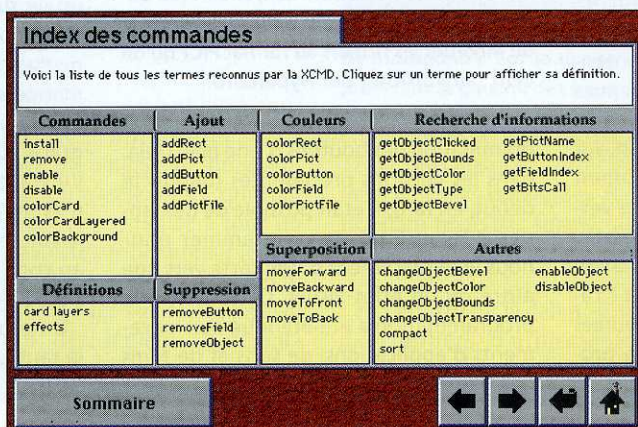 Index des commandes
Voici la liste de tous les termes reconnus par la XCMD. Cliquez sur un terme pour afficher sa définition.
Commandes
install
remove
enable
disable
colorCard
colorCardLayered
colorBackground
Ajout
addRect
addPict
addButton
addField
addPictFile
Couleurs
colorRect
colorPict
colorButton
colorField
colorPictFile
Recherche d'informations
getObjectClicked
getObjectBounds
getObjectColor
getObjectType
getObjectBevel
getPictName
getButtonIndex
getFieldIndex
getBitsCall
Définitions
card layers
effects
Suppression
removeButton
removeField
removeObject
Superposition
moveForward
moveBackward
moveToFront
moveToBack
Autres
changeObjectBevel
changeObjectColor
changeObjectBounds
changeObjectTransparency
compact
sort
enableObject
disableObject
Sommaire